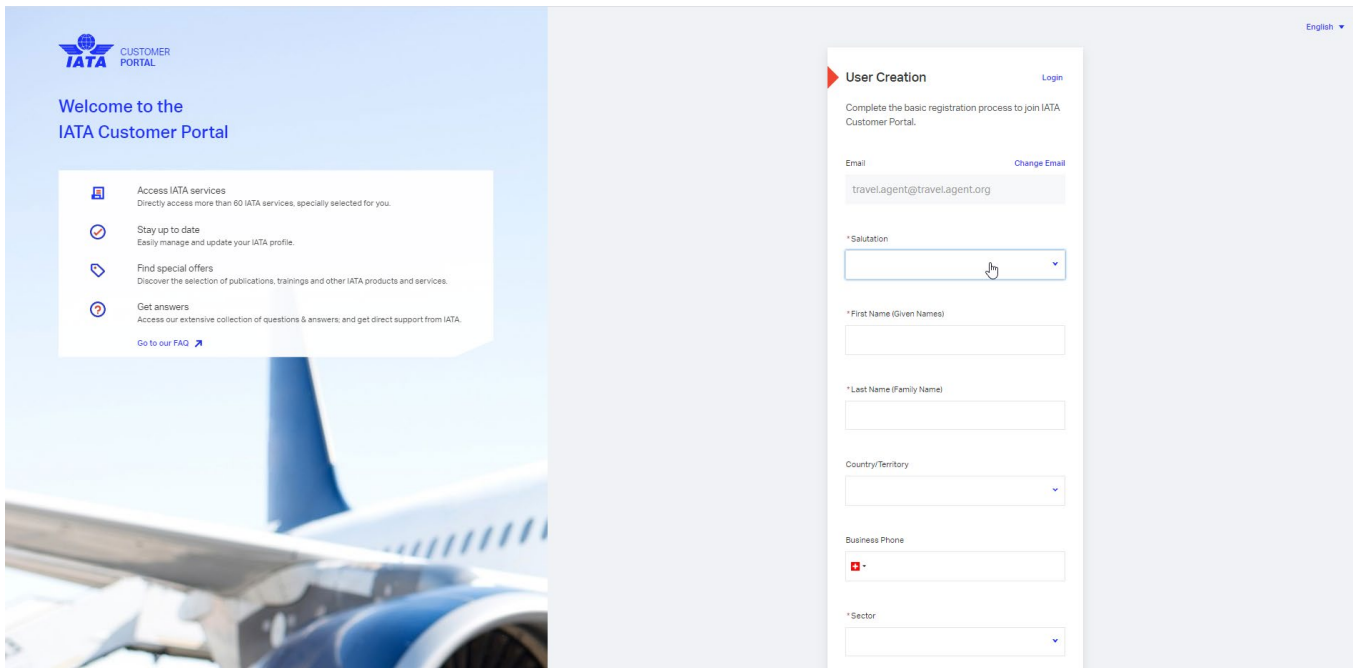 English
IATA
CUSTOMER
PORTAL
Welcome to the
IATA Customer Portal
Access IATA services
Directly access more than 60 IATA services, specially selected for you.
Stay up to date
Easily manage and update your IATA profile.
Find special offers
Discover the selection of publications, trainings and other IATA products and services.
Get answers
Access our extensive collection of questions & answers; and get direct support from IATA.
Go to our FAQ
User Creation
Login
Complete the basic registration process to join IATA
Customer Portal.
Email
Change Email
travel.agent@travel.agent.org
*Salutation
*First Name (Given Names)
*Last Name (Family Name)
Country/Territory
Business Phone
*Sector